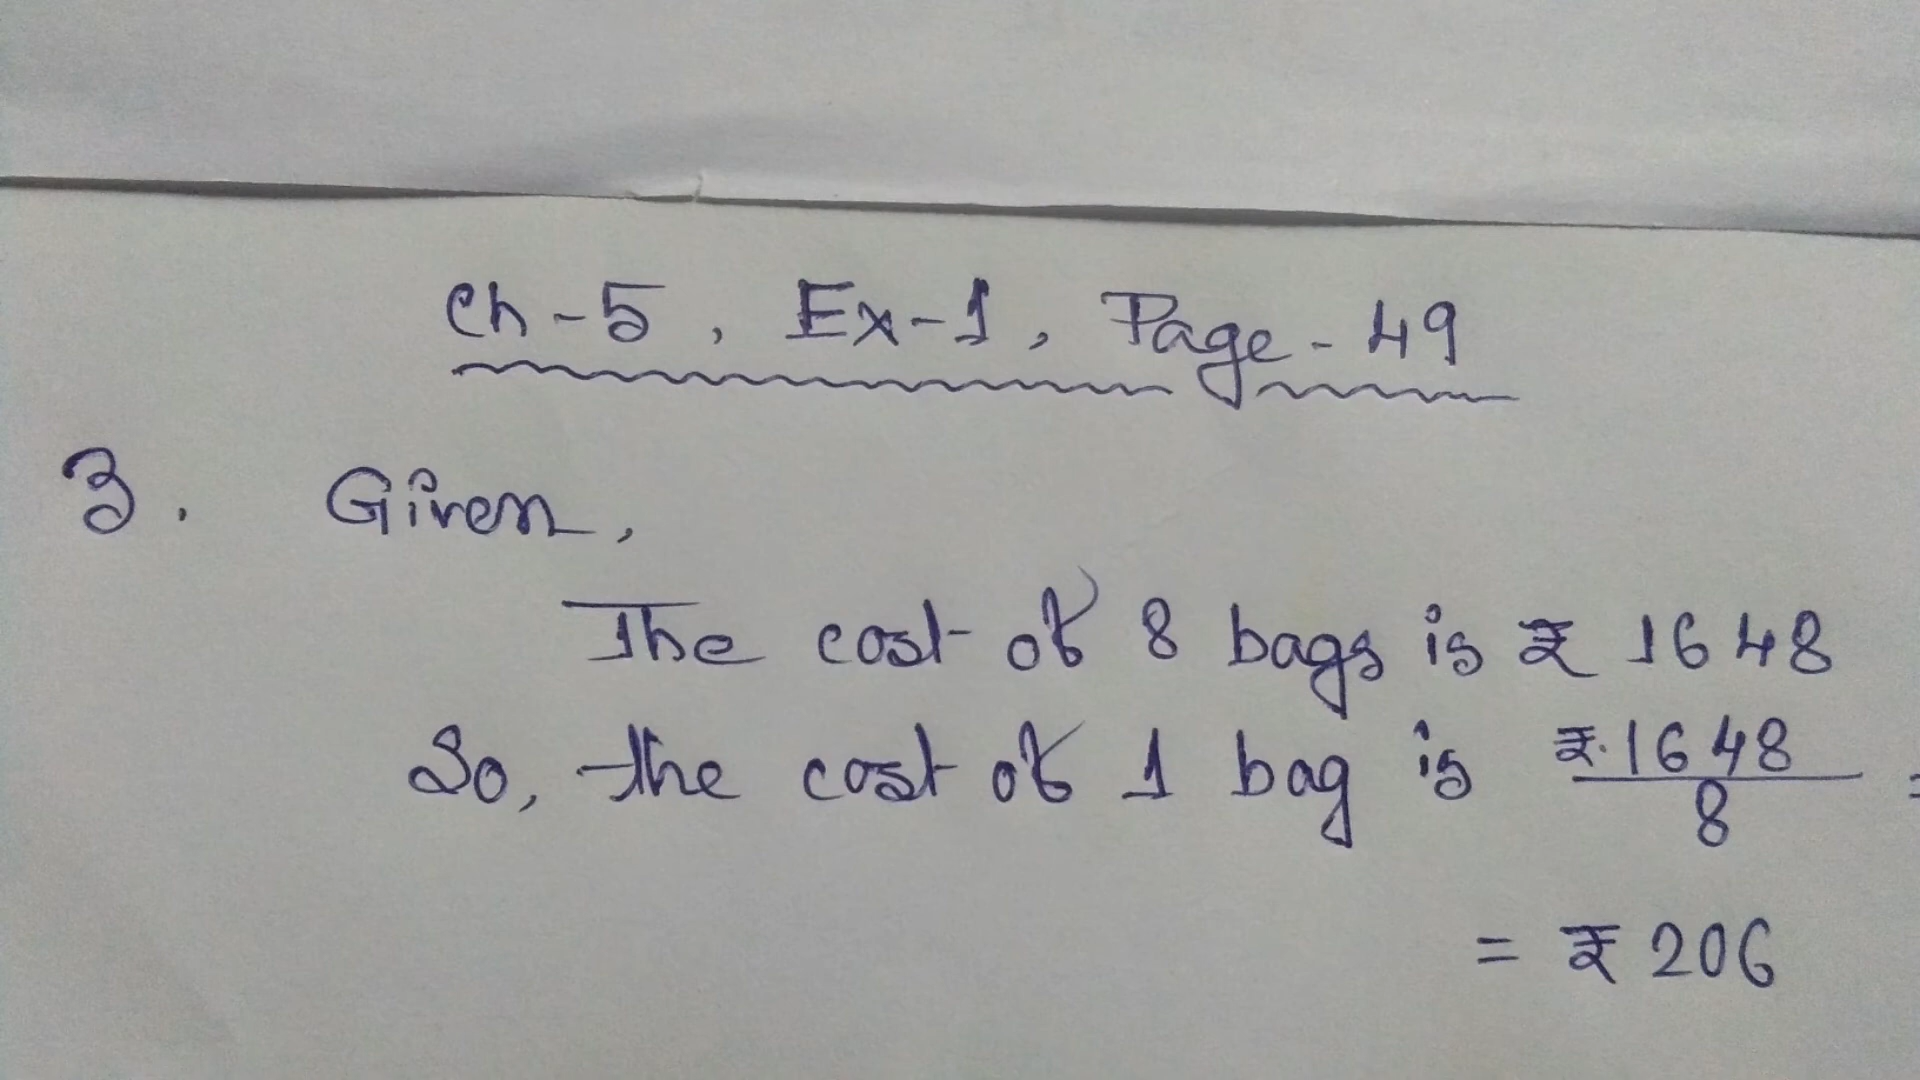 Ch-5, Ex-1, Page-49
3. Given,
The cost of 8 bags is ₹ 1648
So, the cost of 1 bag is ₹.1648/8 =
= ₹ 206